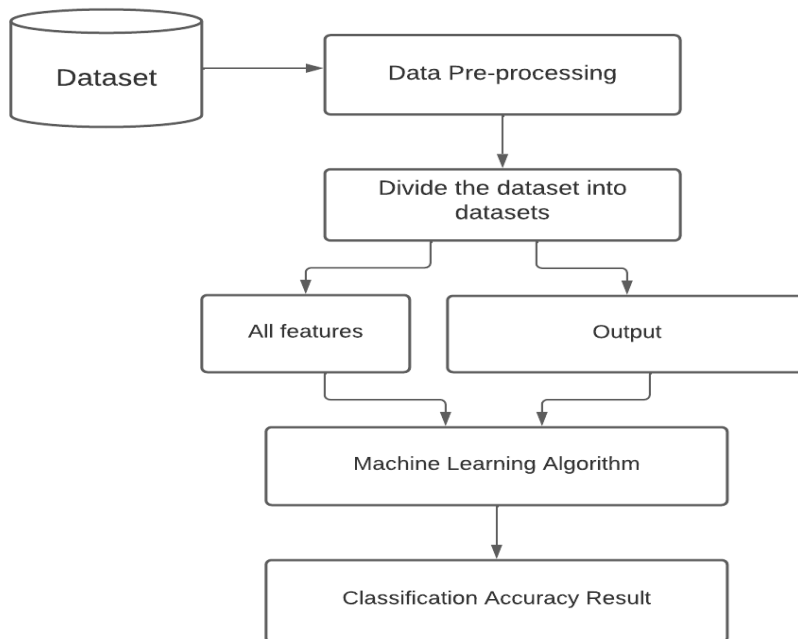 Dataset
Data Pre-processing
Divide the dataset into
datasets
All features
Output
Machine Learning Algorithm
Classification Accuracy Result